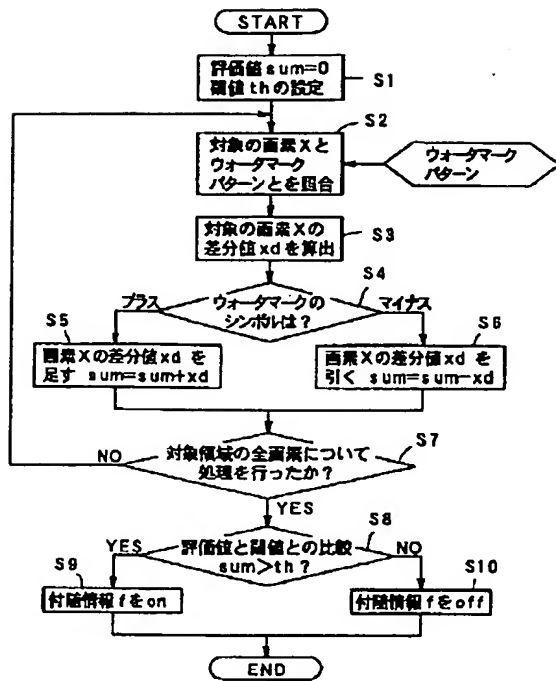 START
評価値sum=0
閾値thの設定
S1
S2
対象の画素Xと
ウォータマーク
パターンとを照合
ウォータマーク
パターン
対象の画素Xの
差分値xdを算出
S3
S4
プラス
ウォータマークの
シンボルは?
マイナス
S5
S6
画素Xの差分値xdを
足す sum=sum+xd
画素Xの差分値xdを
引く sum=sum-xd
NO
対象領域の全画素について
処理を行ったか?
S7
YES
S8
YES
評価値と閾値との比較
sum>th?
NO
S9
S10
付随情報fをon
付随情報fをoff
END